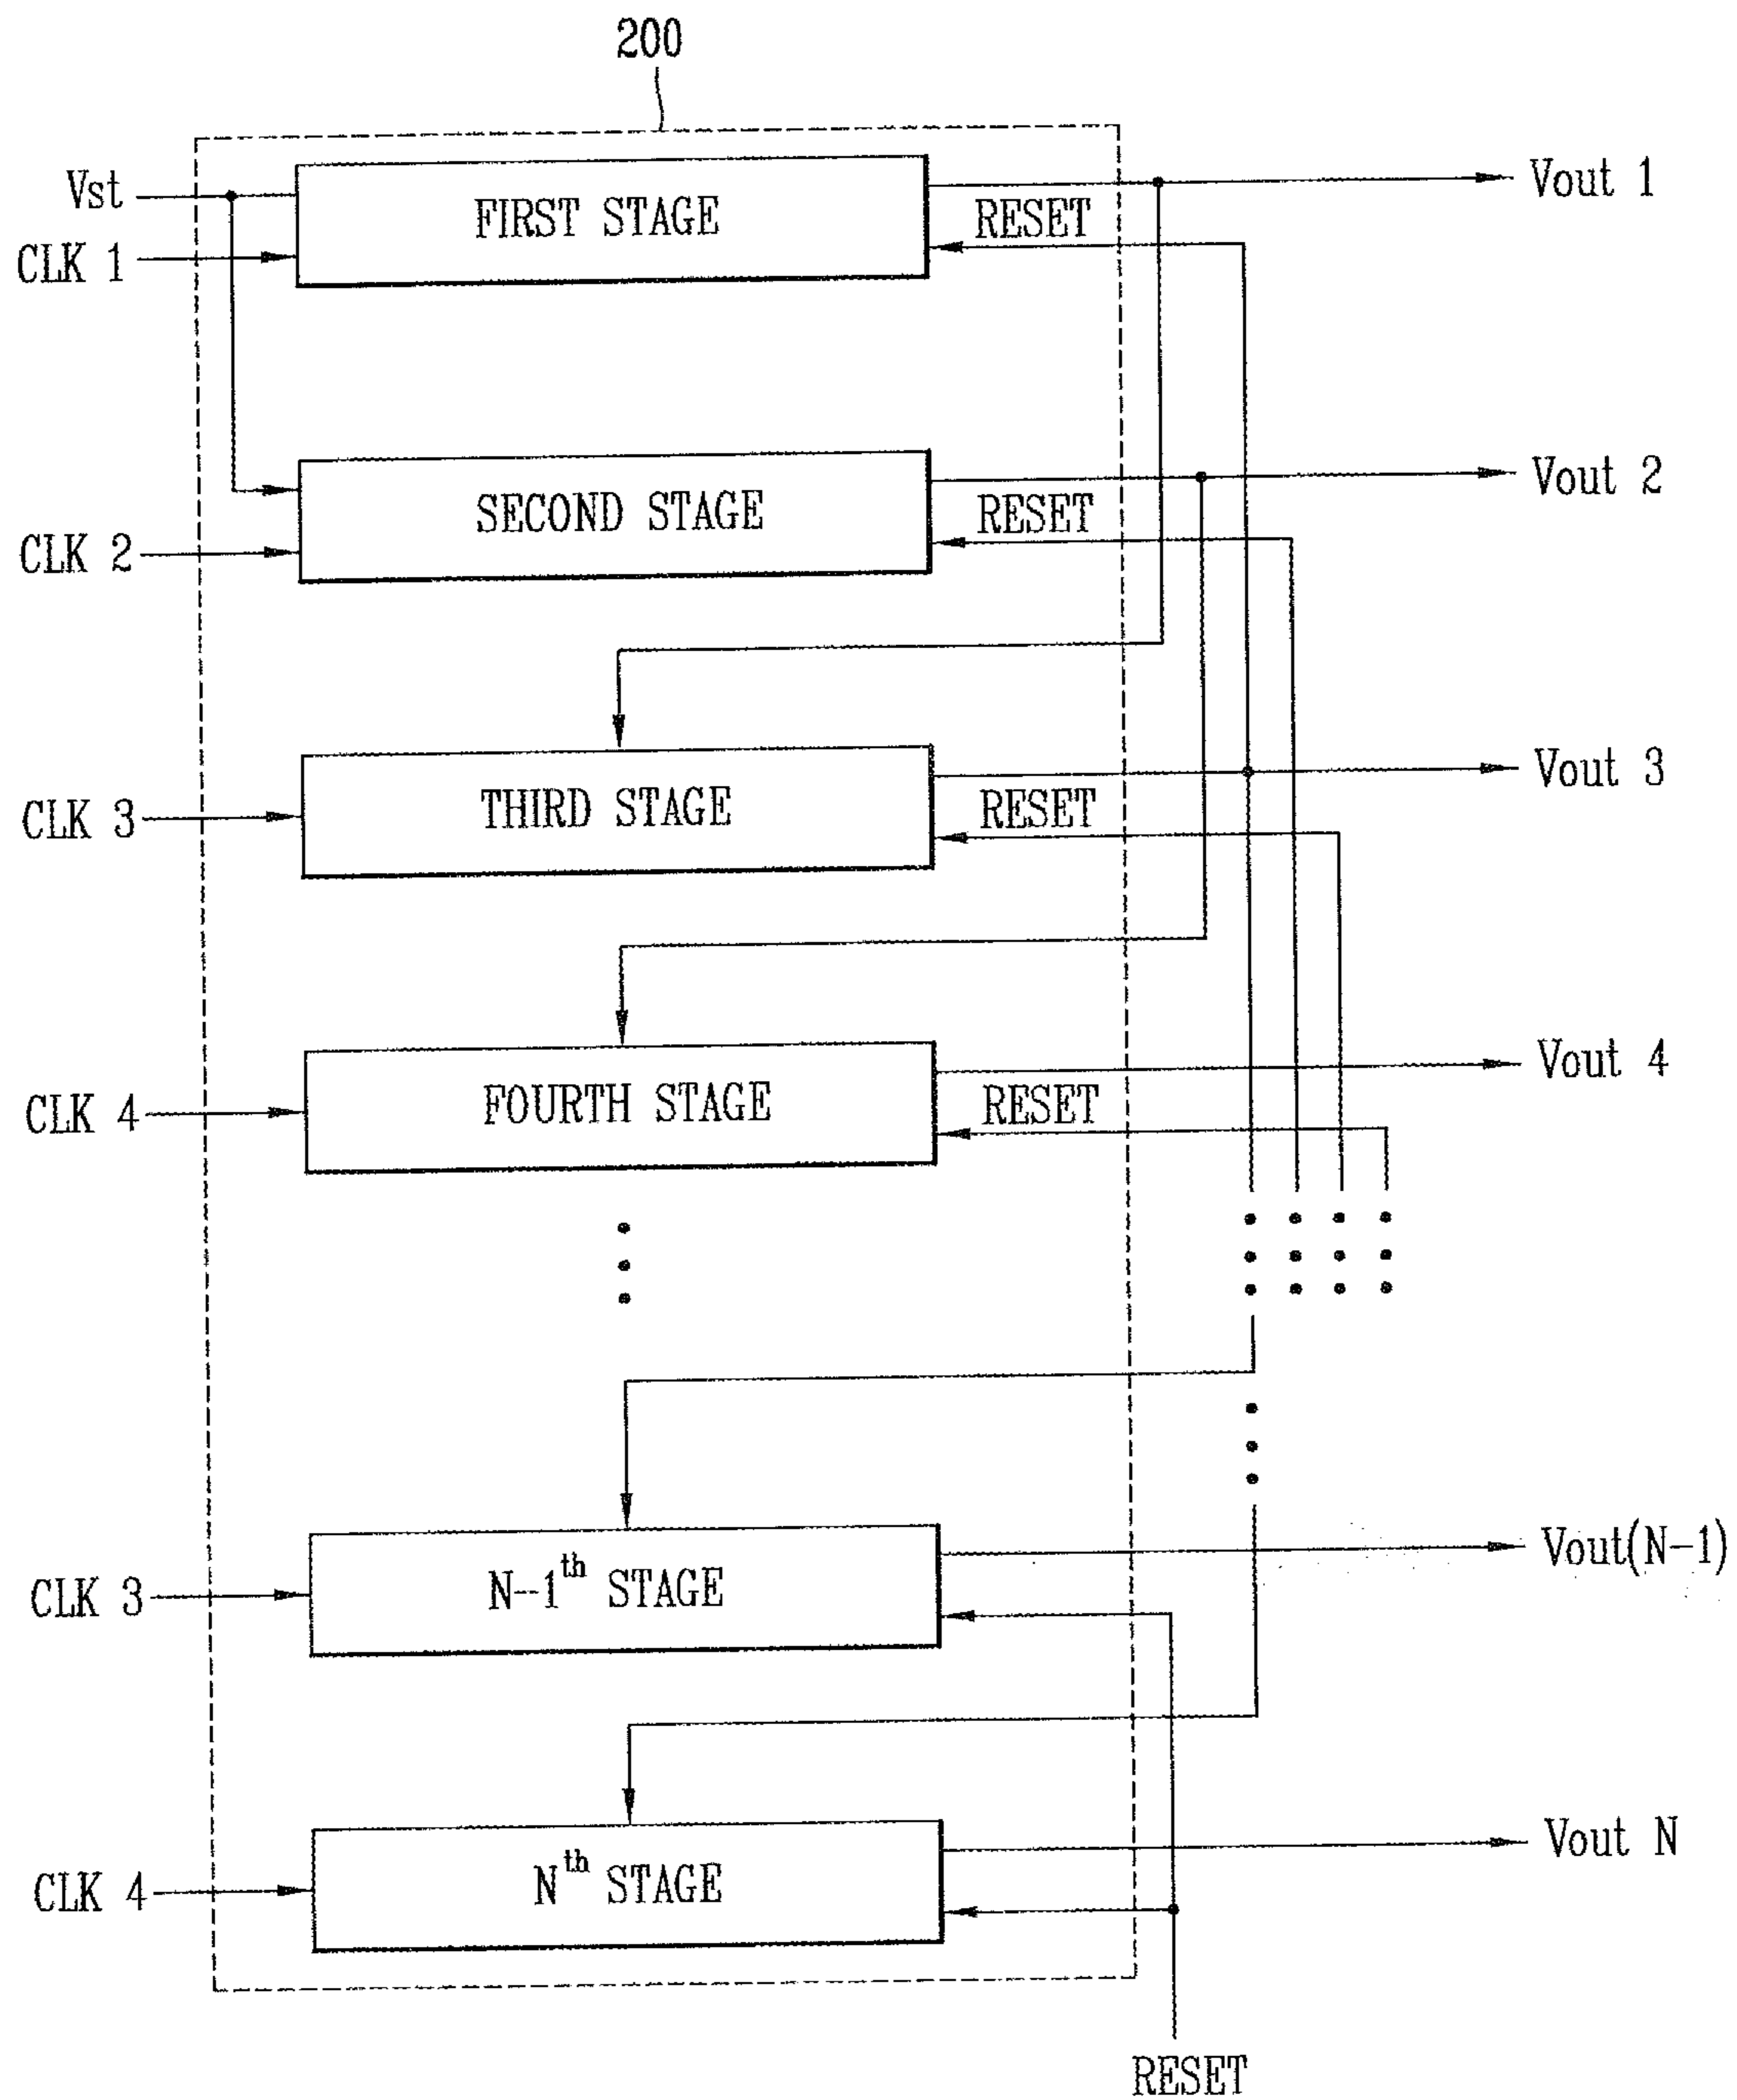 200
Vst
CLK 1
FIRST STAGE
RESET
Vout 1
CLK 2
SECOND STAGE
RESET
Vout 2
CLK 3
THIRD STAGE
RESET
Vout 3
CLK 4
FOURTH STAGE
RESET
Vout 4
CLK 3
N-1th STAGE
Vout(N-1)
CLK 4
Nth STAGE
Vout N
RESET